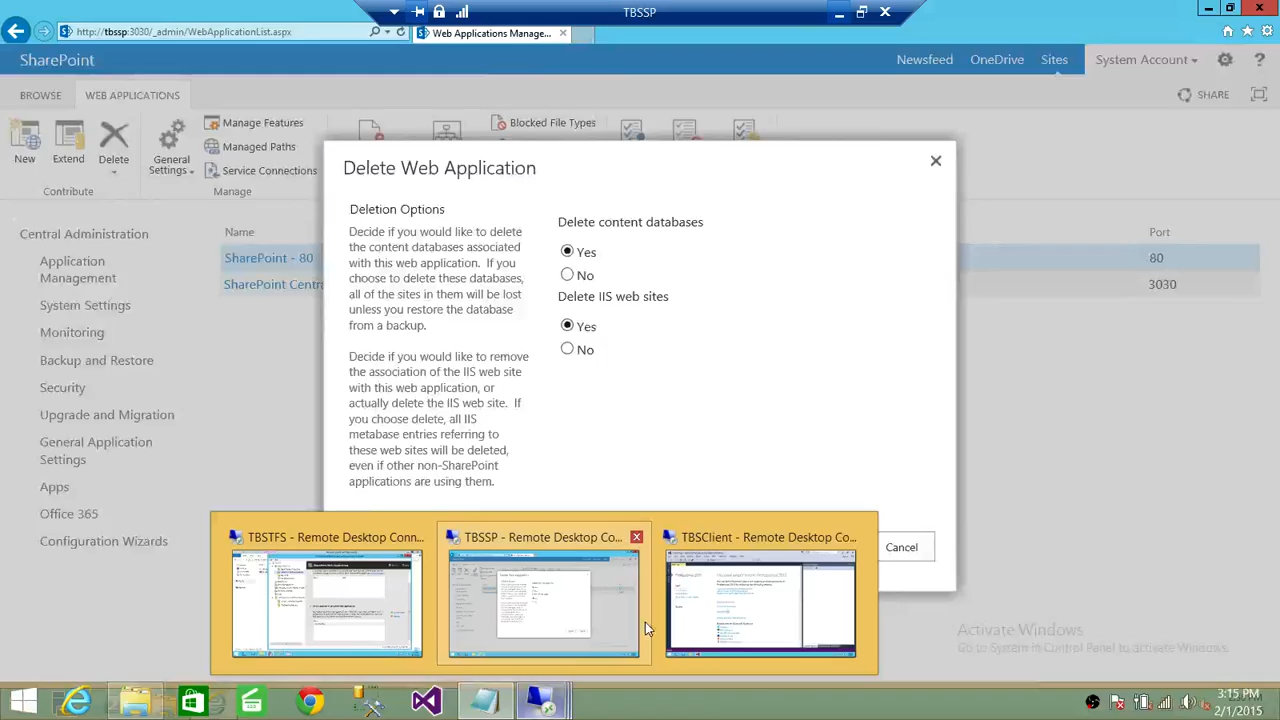 TBSSP
http://tbssp:3030/_admin/WebApplicationList.aspx
Web Applications Manage...
SharePoint
Newsfeed OneDrive Sites System Account ?
BROWSE WEB APPLICATIONS SHARE
New Extend Delete General Settings
Manage Features
Managed Paths
Service Connections
Blocked File Types
Contribute Manage
Delete Web Application
Central Administration
Application
Management
System Settings
Monitoring
Backup and Restore
Security
Upgrade and Migration
General Application
Settings
Apps
Office 365
Configuration Wizards
Name Port
SharePoint - 80 80
SharePoint Centr 3030
Deletion Options
Decide if you would like to delete
the content databases associated
with this web application. If you
choose to delete these databases,
all of the sites in them will be lost
unless you restore the database
from a backup.
Decide if you would like to remove
the association of the IIS web site
with this web application, or
actually delete the IIS web site. If
you choose delete, all IIS
metabase entries referring to
these web sites will be deleted,
even if other non-SharePoint
applications are using them.
Delete content databases
Yes
No
Delete IIS web sites
Yes
No
Cancel
TBSTFS - Remote Desktop Conn...
TBSSP - Remote Desktop Co...
TBSClient - Remote Desktop Co...
Activate Windows
Go to System in Control Panel to activate Windows.
3:15 PM
2/1/2015